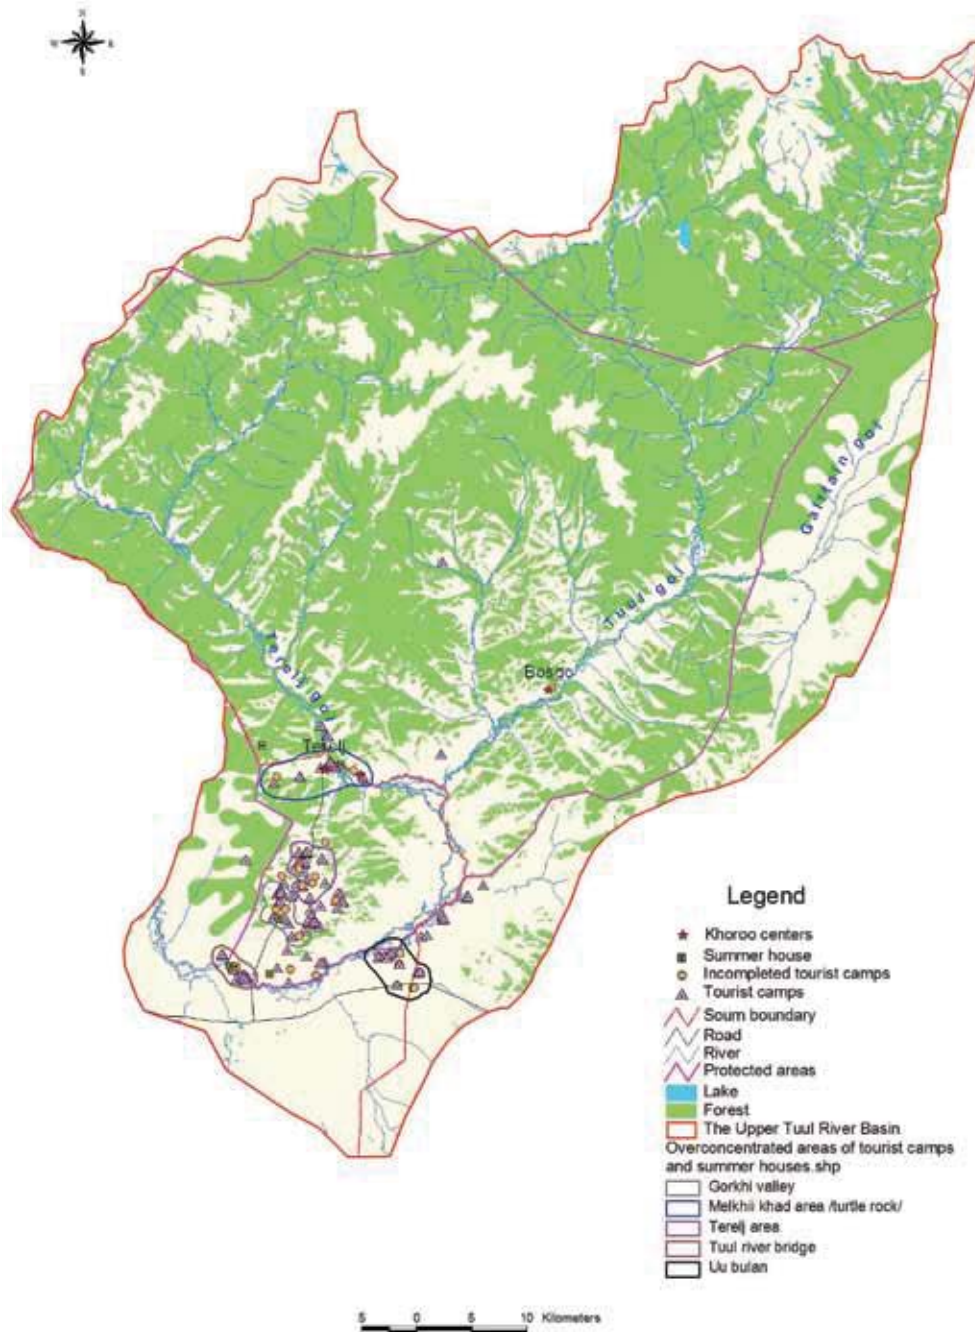 N
W E
S
Galttain gol
Tuul gol
Bosgo
Terelj gol
Terelj
Legend
Khoroo centers
Summer house
Incompleted tourist camps
Tourist camps
Soum boundary
Road
River
Protected areas
Lake
Forest
The Upper Tuul River Basin
Overconcentrated areas of tourist camps
and summer houses.shp
Gorkhi valley
Melkhii khad area /turtle rock/
Terelj area
Tuul river bridge
Uu bulan
5 0 5 10 Kilometers